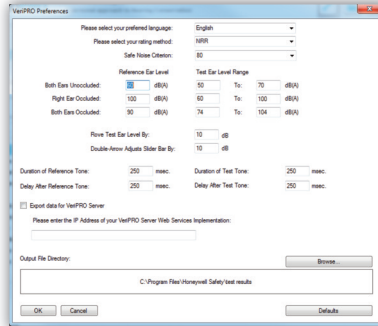 VeriPRO Preferences
Please select your preferred language: English
Please select your rating method: NRR
Safe Noise Criterion: 80
Reference Ear Level Test Ear Level Range
Both Ears Unoccluded: dB(A) 50 To: 70 dB(A)
Right Ear Occluded: 100 dB(A) 60 To: 100 dB(A)
Both Ears Occluded: 90 dB(A) 74 To: 104 dB(A)
Rove Test Ear Level By: 10 dB
Double-Arrow Adjusts Slider Bar By: 10 dB
Duration of Reference Tone: 250 msec. Duration of Test Tone: 250 msec.
Delay After Reference Tone: 250 msec. Delay After Test Tone: 250 msec.
Export data for VeriPRO Server
Please enter the IP Address of your VeriPRO Server Web Services Implementation:
Output File Directory: Browse...
C:\Program Files\Honeywell Safety\test results
OK Cancel Defaults